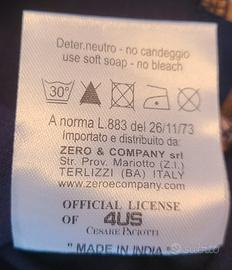 Deter.neutro - no candeggio
use soft soap - no bleach
30°
A norma L.883 del 26/11/73
Importato e distribuito da:
ZERO & COMPANY srl
Str. Prov. Mariotto (Z.I.)
TERLIZZI (BA) ITALY
www.zeroecompany.com
OFFICIAL LICENSE
OF 4US
CESARE PACIOTTI
"MADE IN INDIA"